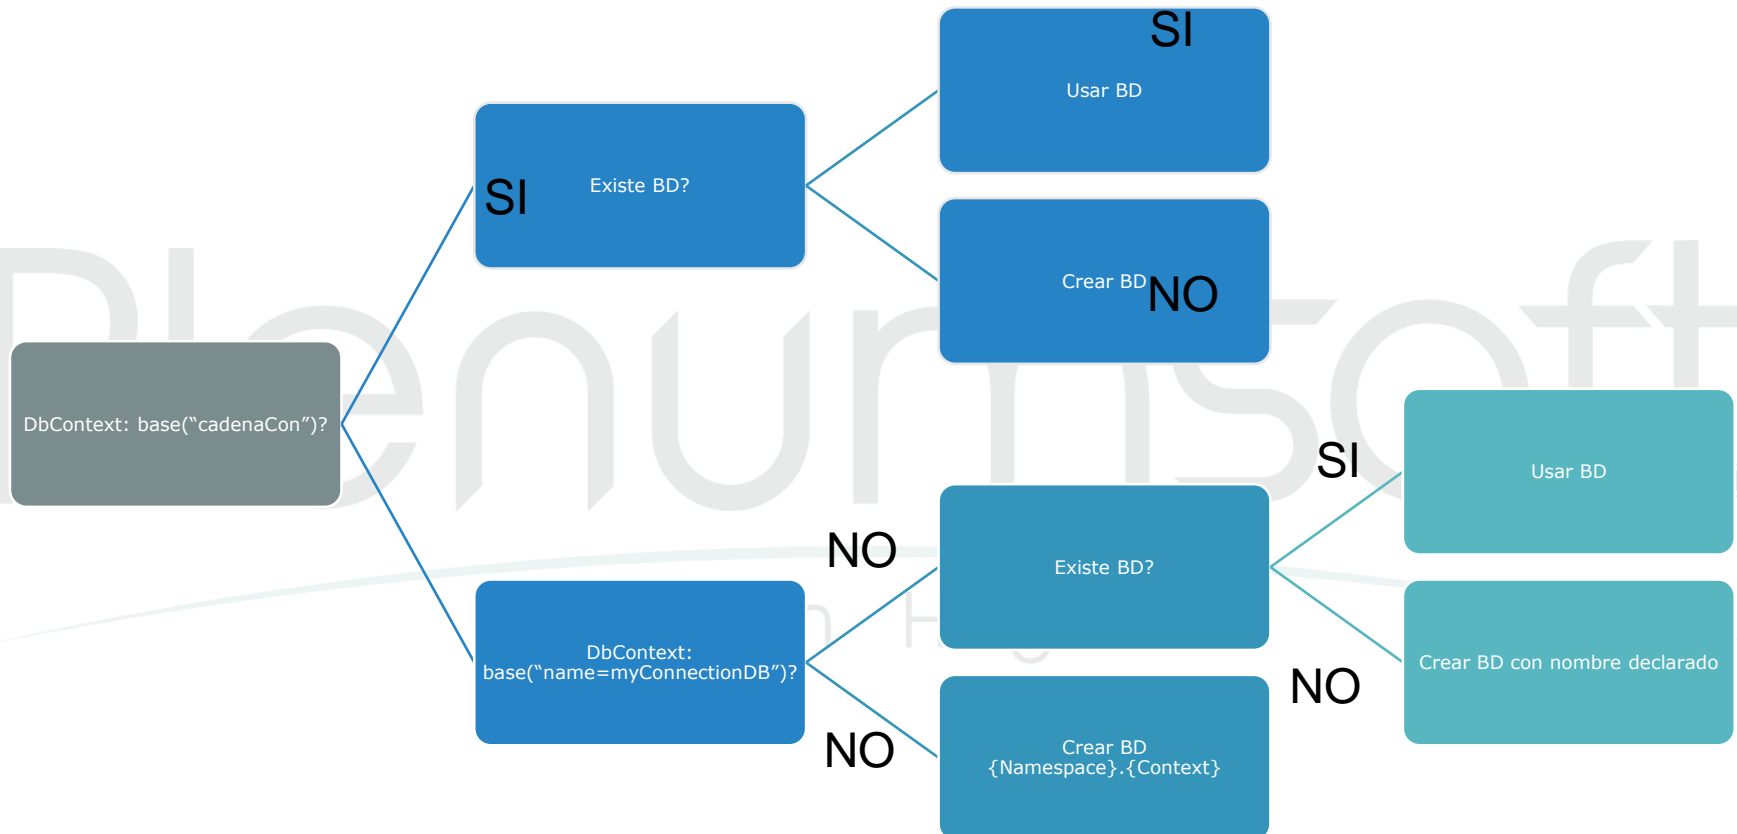 SI
Usar BD
SI
Existe BD?
Crear BD
NO
DbContext: base(“cadenaCon”)?
SI
Usar BD
NO
Existe BD?
DbContext:
base(“name=myConnectionDB”)?
Crear BD con nombre declarado
NO
NO
Crear BD
{Namespace}.{Context}
Plenumsoft